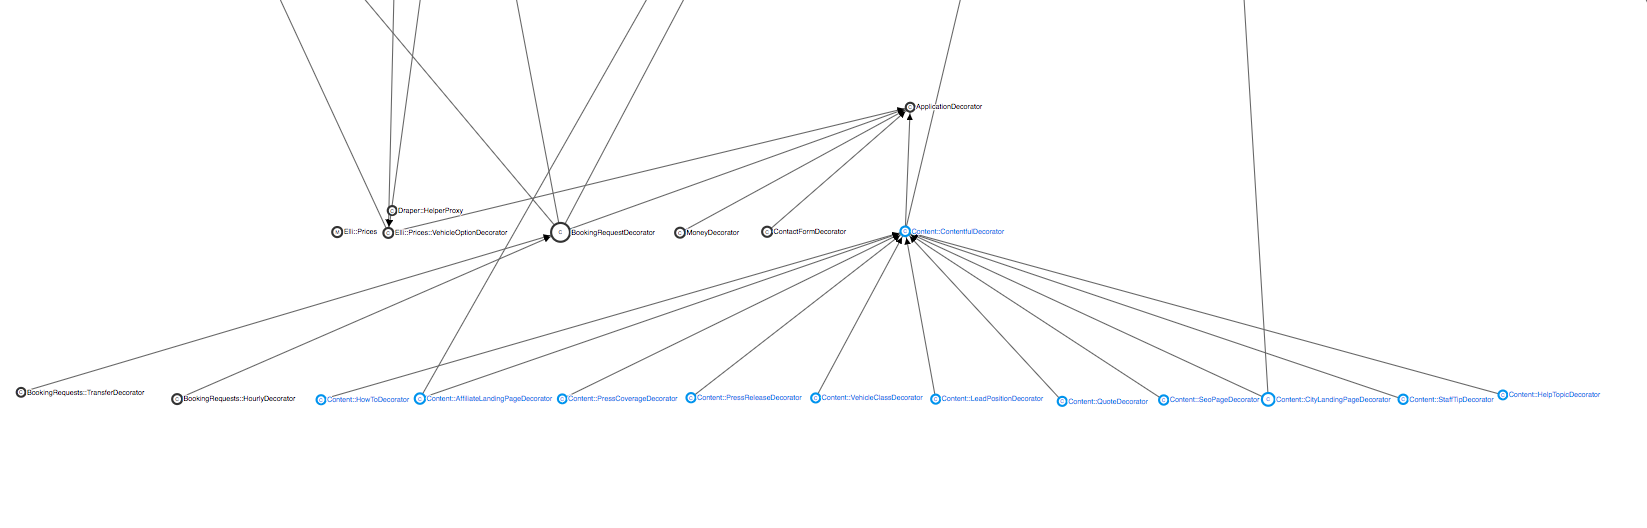 ApplicationDecorator
Draper::HelperProxy
Elli::Prices
Elli::Prices::VehicleOptionDecorator
BookingRequestDecorator
MoneyDecorator
ContactFormDecorator
Content::ContentfulDecorator
BookingRequests::TransferDecorator
BookingRequests::HourlyDecorator
Content::HowToDecorator
Content::AffiliateLandingPageDecorator
Content::PressCoverageDecorator
Content::PressReleaseDecorator
Content::VehicleClassDecorator
Content::LeadPositionDecorator
Content::QuoteDecorator
Content::SeoPageDecorator
Content::CityLandingPageDecorator
Content::StaffTipDecorator
Content::HelpTopicDecorator